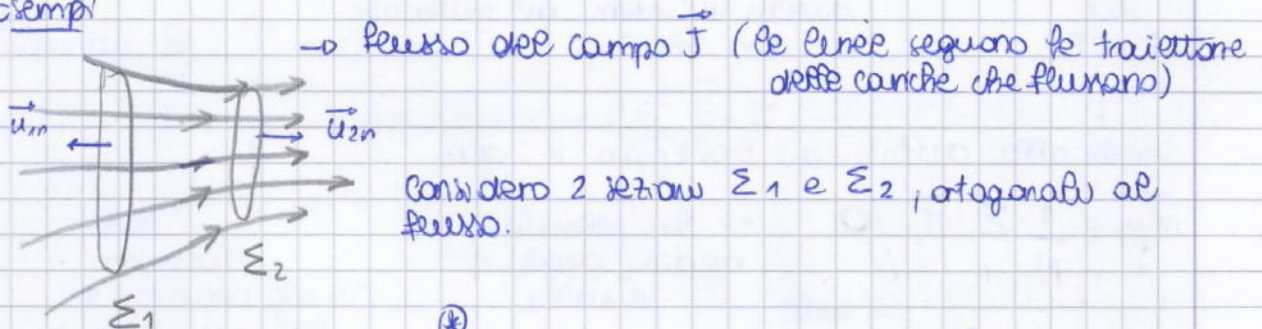 Esempi
→ flusso del campo J⃗ (le linee seguono le traiettorie
delle cariche che fluiscono)
u⃗₁ₙ
u⃗₂ₙ
considero 2 sezioni Σ1 e Σ2, ortogonali al
flusso.
Σ2
Σ1